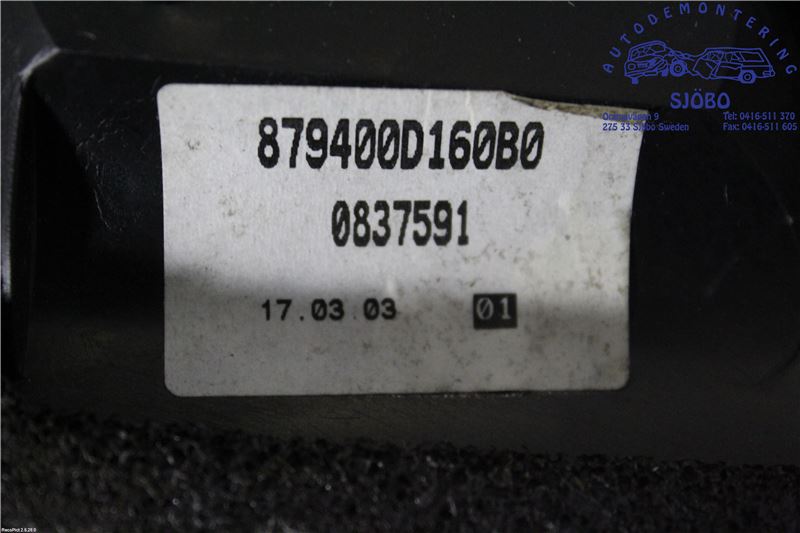 AUTODEMONTERING
SJÖBO
275 33 Sjöbo Sweden
Tel: 0416-511 370
Fax: 0416-511 605
879400D160B0
0837591
17.03.03
01